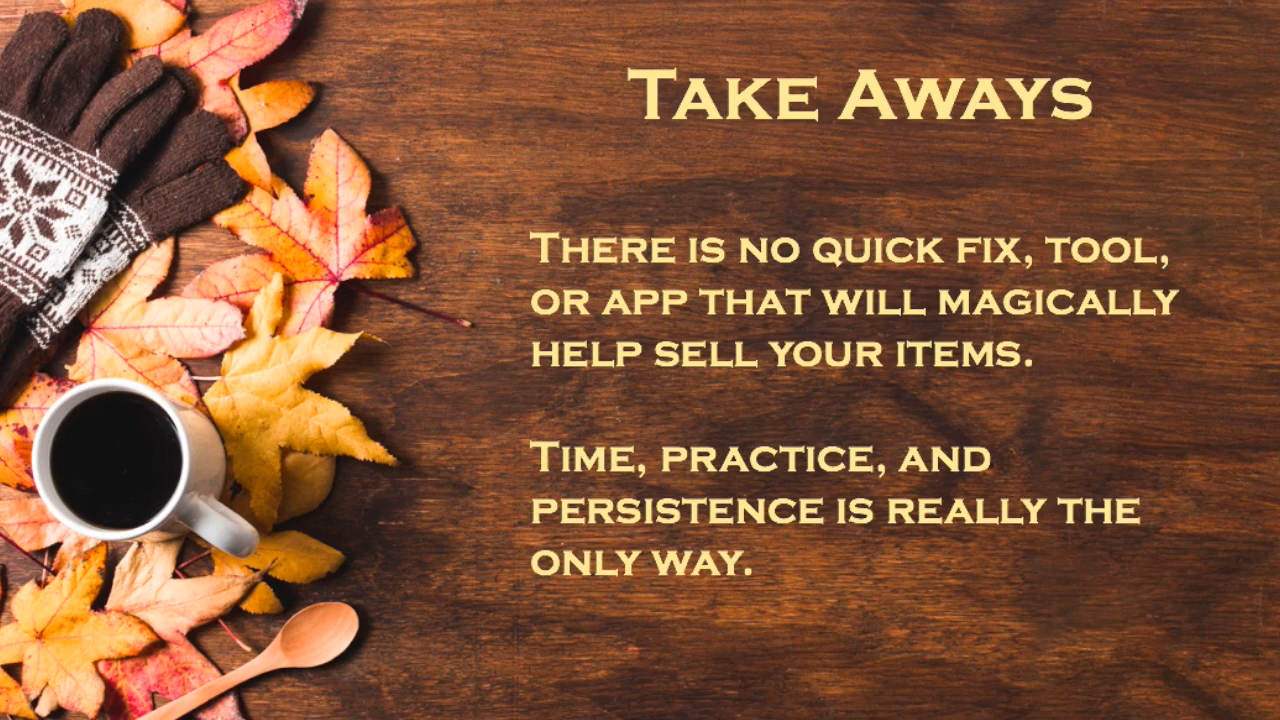 Take Aways
There is no quick fix, tool,
or app that will magically
help sell your items.
Time, practice, and
persistence is really the
only way.